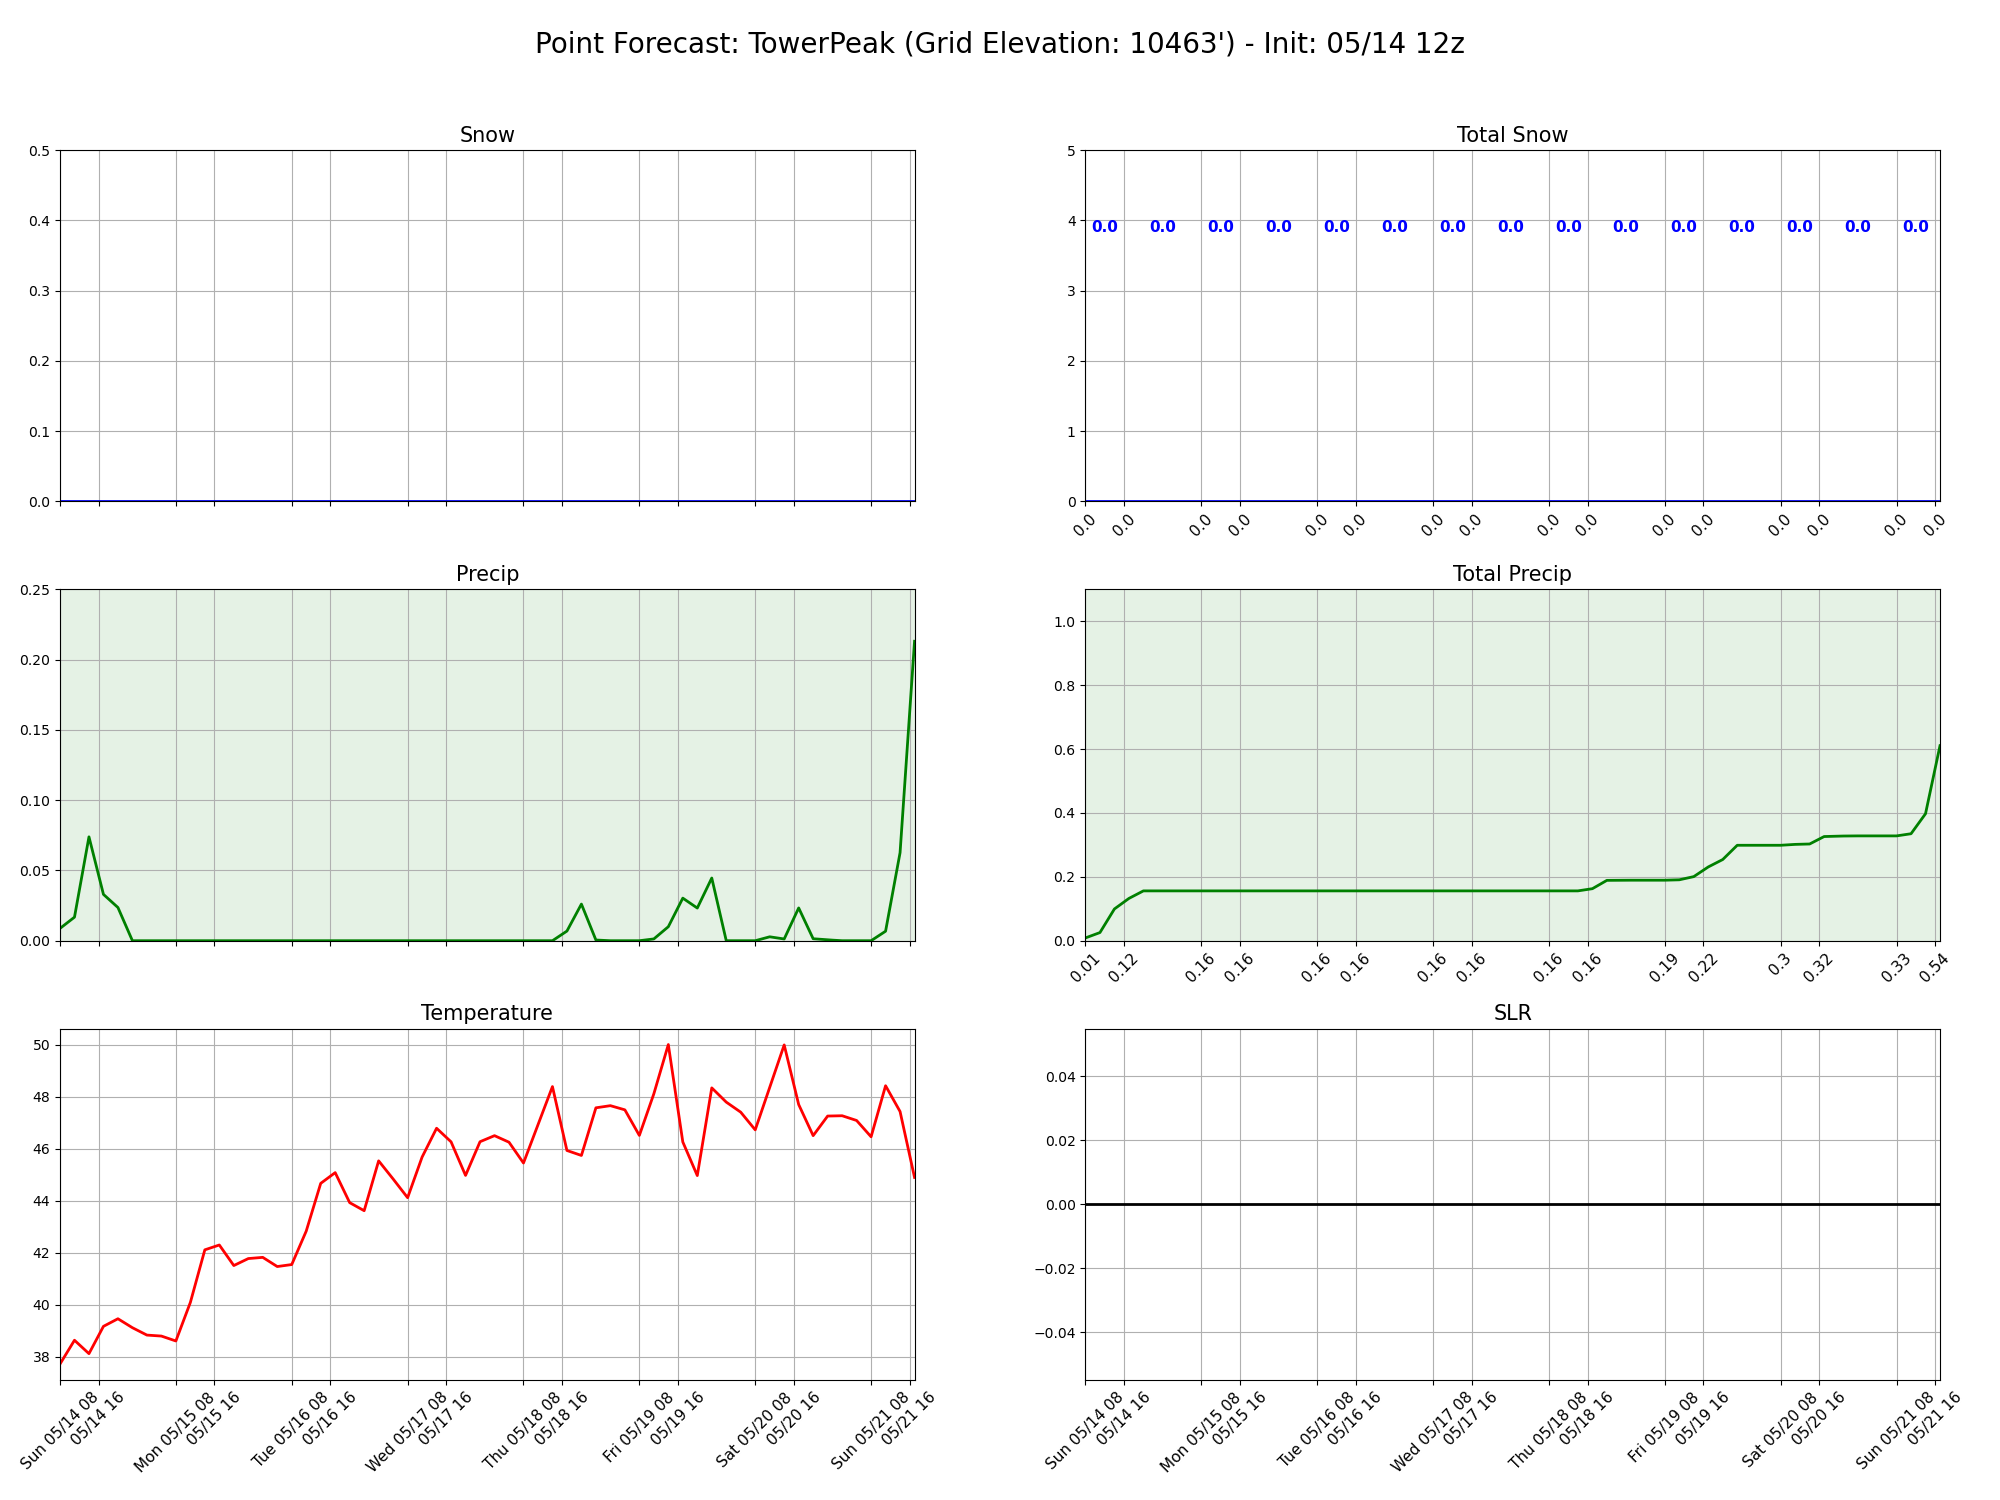 Point Forecast: TowerPeak (Grid Elevation: 10463') - Init: 05/14 12z
Snow
0.5
0.4
0.3
0.2
0.1
0.0
Total Snow
5
4
3
2
1
0
0.0 0.0 0.0 0.0 0.0 0.0 0.0 0.0 0.0 0.0 0.0 0.0 0.0 0.0 0.0
0.0 0.0 0.0 0.0 0.0 0.0 0.0 0.0 0.0 0.0 0.0 0.0 0.0 0.0 0.0 0.0
Precip
0.25
0.20
0.15
0.10
0.05
0.00
Total Precip
1.0
0.8
0.6
0.4
0.2
0.0
0.01 0.12 0.16 0.16 0.16 0.16 0.16 0.16 0.16 0.16 0.19 0.22 0.3 0.32 0.33 0.54
Temperature
50
48
46
44
42
40
38
Sun 05/14 08
05/14 16
Mon 05/15 08
05/15 16
Tue 05/16 08
05/16 16
Wed 05/17 08
05/17 16
Thu 05/18 08
05/18 16
Fri 05/19 08
05/19 16
Sat 05/20 08
05/20 16
Sun 05/21 08
05/21 16
SLR
0.04
0.02
0.00
−0.02
−0.04
Sun 05/14 08
05/14 16
Mon 05/15 08
05/15 16
Tue 05/16 08
05/16 16
Wed 05/17 08
05/17 16
Thu 05/18 08
05/18 16
Fri 05/19 08
05/19 16
Sat 05/20 08
05/20 16
Sun 05/21 08
05/21 16